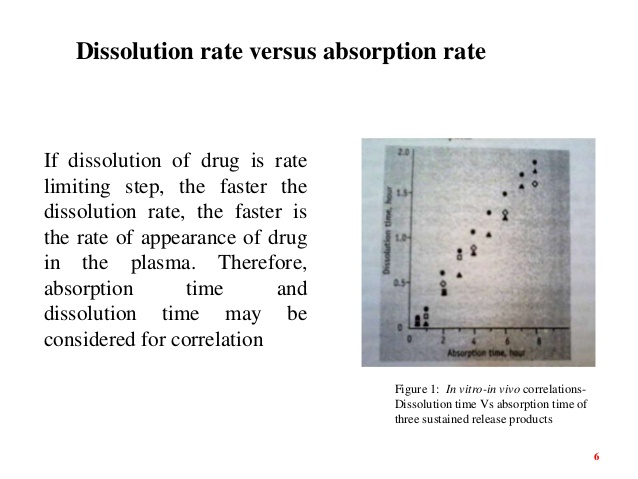 Dissolution rate versus absorption rate
If dissolution of drug is rate
limiting step, the faster the
dissolution rate, the faster is
the rate of appearance of drug
in the plasma. Therefore,
absorption time and
dissolution time may be
considered for correlation
2.0
1.5
1.0
0.5
0
Dissolution time, hour
0 2 4 6 8
Absorption time, hour
Figure 1: In vitro-in vivo correlations-
Dissolution time Vs absorption time of
three sustained release products
6